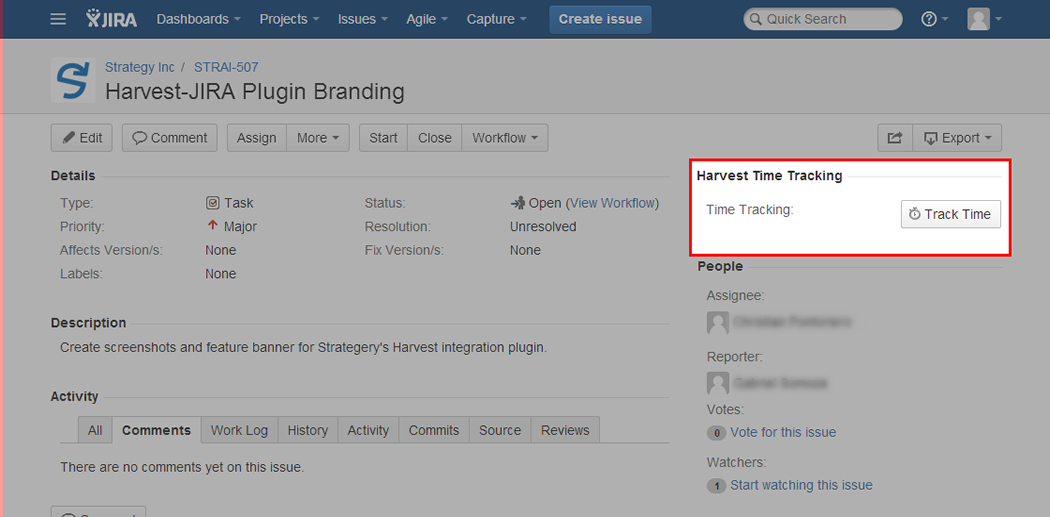 JIRA Dashboards Projects Issues Agile Capture Create issue Quick Search
Strategy Inc / STRAI-507
Harvest-JIRA Plugin Branding
Edit Comment Assign More Start Close Workflow Export
Details
Type: Task Status: Open (View Workflow)
Priority: Major Resolution: Unresolved
Affects Version/s: None Fix Version/s: None
Labels: None
Harvest Time Tracking
Time Tracking: Track Time
People
Assignee:
Reporter:
Votes:
0 Vote for this issue
Watchers:
1 Start watching this issue
Description
Create screenshots and feature banner for Strategery's Harvest integration plugin.
Activity
All Comments Work Log History Activity Commits Source Reviews
There are no comments yet on this issue.